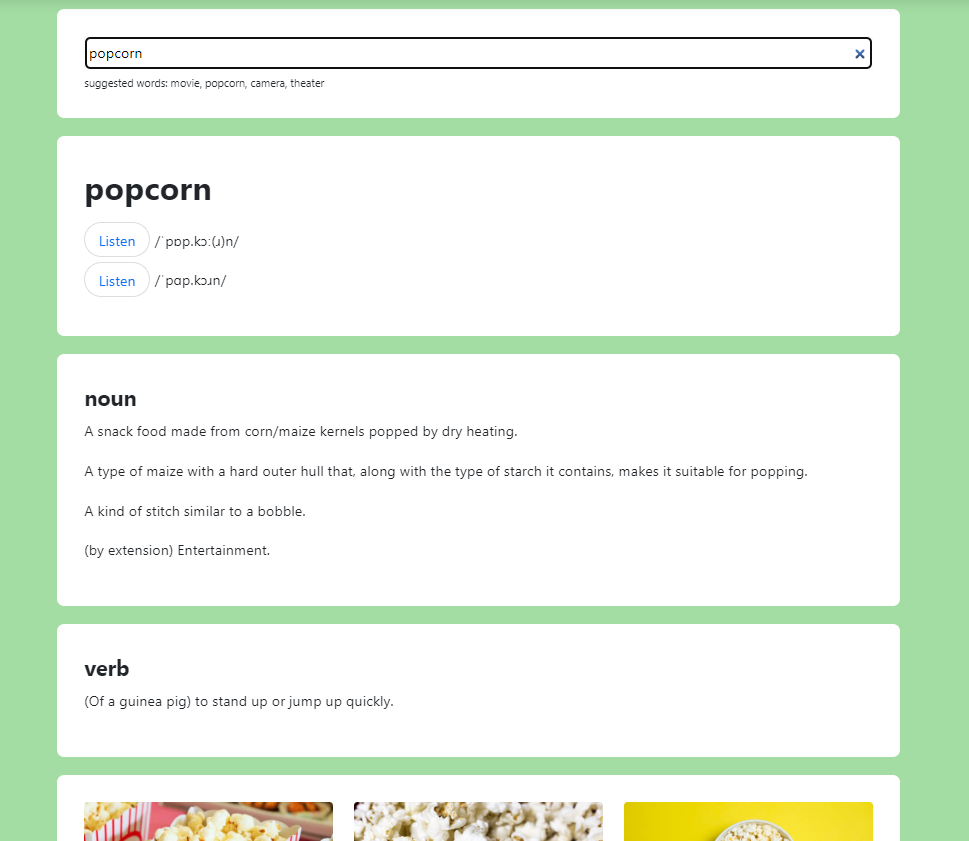 popcorn
suggested words: movie, popcorn, camera, theater
popcorn
Listen /ˈpɒp.kɔː(ɹ)n/
Listen /ˈpɑp.kɔɹn/
noun
A snack food made from corn/maize kernels popped by dry heating.
A type of maize with a hard outer hull that, along with the type of starch it contains, makes it suitable for popping.
A kind of stitch similar to a bobble.
(by extension) Entertainment.
verb
(Of a guinea pig) to stand up or jump up quickly.